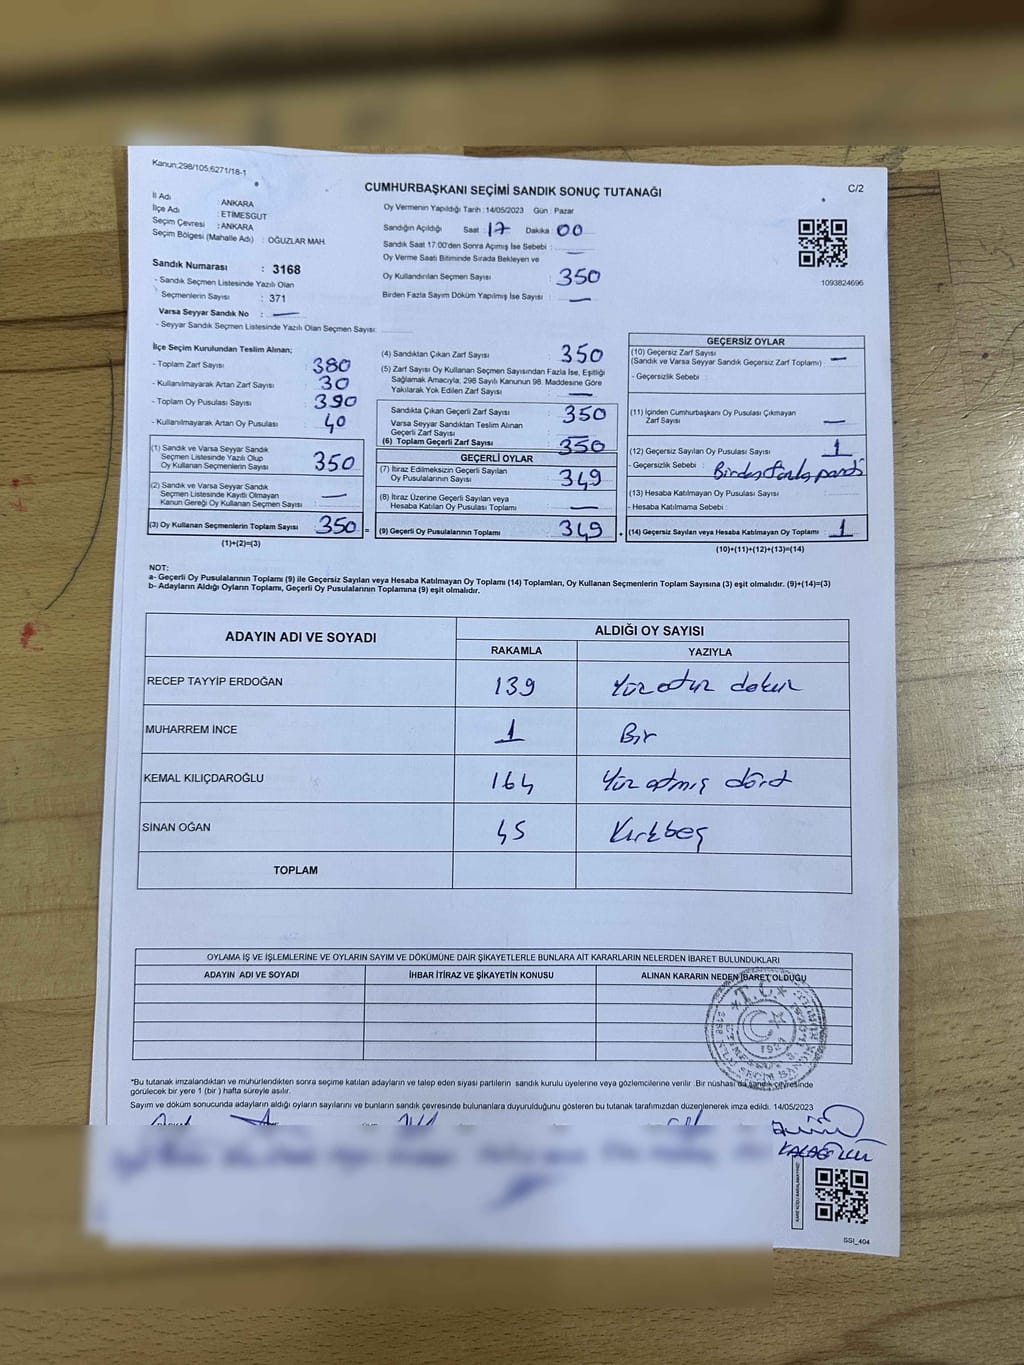 Kanun;298/105;6271/18-1
CUMHURBAŞKANI SEÇİMİ SANDIK SONUÇ TUTANAĞI
C/2
İl Adı : ANKARA
İlçe Adı : ETİMESGUT
Seçim Çevresi : ANKARA
Seçim Bölgesi (Mahalle Adı) : OĞUZLAR MAH.
Sandık Numarası : 3168
- Sandık Seçmen Listesinde Yazılı Olan
Seçmenlerin Sayısı : 371
Varsa Seyyar Sandık No : —
- Seyyar Sandık Seçmen Listesinde Yazılı Olan Seçmen Sayısı:
Oy Vermenin Yapıldığı Tarih :14/05/2023 Gün : Pazar
Sandığın Açıldığı Saat : 17 Dakika : 00
Sandık Saat 17.00'den Sonra Açımış İse Sebebi :
Oy Verme Saati Bitiminde Sırada Bekleyen ve
Oy Kullandırılan Seçmen Sayısı : 350
Birden Fazla Sayım Döküm Yapılmış İse Sayısı : —
1093824696
İlçe Seçim Kurulundan Teslim Alınan;
- Toplam Zarf Sayısı : 380
- Kullanılmayarak Artan Zarf Sayısı : 30
- Toplam Oy Pusulası Sayısı : 390
- Kullanılmayarak Artan Oy Pusulası : 40
(1) Sandık ve Varsa Seyyar Sandık
Seçmen Listesinde Yazılı Olup
Oy Kullanan Seçmenlerin Sayısı : 350
(2) Sandık ve Varsa Seyyar Sandık
Seçmen Listesinde Kayıtlı Olmayan
Kanun Gereği Oy Kullanan Seçmen Sayısı : —
(3) Oy Kullanan Seçmenlerin Toplam Sayısı : 350 =
(1)+(2)=(3)
(4) Sandıktan Çıkan Zarf Sayısı : 350
(5) Zarf Sayısı Oy Kullanan Seçmen Sayısından Fazla İse, Eşitliği
Sağlamak Amacıyla; 298 Sayılı Kanunun 98. Maddesine Göre
Yakılarak Yok Edilen Zarf Sayısı : —
Sandıkta Çıkan Geçerli Zarf Sayısı : 350
Varsa Seyyar Sandıktan Teslim Alınan
Geçerli Zarf Sayısı : —
(6) Toplam Geçerli Zarf Sayısı : 350
GEÇERLİ OYLAR
(7) İtiraz Edilmeksizin Geçerli Sayılan
Oy Pusulalarının Sayısı : 349
(8) İtiraz Üzerine Geçerli Sayılan veya
Hesaba Katılan Oy Pusulası Toplamı : —
(9) Geçerli Oy Pusulalarının Toplamı : 349 +
GEÇERSİZ OYLAR
(10) Geçersiz Zarf Sayısı
(Sandık ve Varsa Seyyar Sandık Geçersiz Zarf Toplamı) : —
- Geçersizlik Sebebi :
(11) İçinden Cumhurbaşkanı Oy Pusulası Çıkmayan
Zarf Sayısı : —
(12) Geçersiz Sayılan Oy Pusulası Sayısı : 1
- Geçersizlik Sebebi :
(13) Hesaba Katılmayan Oy Pusulası Sayısı :
- Hesaba Katılmama Sebebi :
(14) Geçersiz Sayılan veya Hesaba Katılmayan Oy Toplamı : 1
(10)+(11)+(12)+(13)=(14)
NOT:
a- Geçerli Oy Pusulalarının Toplamı (9) ile Geçersiz Sayılan veya Hesaba Katılmayan Oy Toplamı (14) Toplamları, Oy Kullanan Seçmenlerin Toplam Sayısına (3) eşit olmalıdır. (9)+(14)=(3)
b- Adayların Aldığı Oyların Toplamı, Geçerli Oy Pusulalarının Toplamına (9) eşit olmalıdır.
ADAYIN ADI VE SOYADI ALDIĞI OY SAYISI
RAKAMLA YAZIYLA
RECEP TAYYİP ERDOĞAN 139 Yüzotuz dokuz
MUHARREM İNCE 1 Bir
KEMAL KILIÇDAROĞLU 164 Yüz atmış dört
SİNAN OĞAN 45 Kırkbeş
TOPLAM
OYLAMA İŞ VE İŞLEMLERİNE VE OYLARIN SAYIM VE DÖKÜMÜNE DAİR ŞİKAYETLERLE BUNLARA AİT KARARLARIN NELERDEN İBARET BULUNDUKLARI
ADAYIN ADI VE SOYADI İHBAR İTİRAZ VE ŞİKAYETİN KONUSU ALINAN KARARIN NEDEN İBARET OLDUĞU
T.C.
1923
*Bu tutanak imzalandıktan ve mühürlendikten sonra seçime katılan adayların ve talep eden siyasi partilerin sandık kurulu üyelerine veya gözlemcilerine verilir .Bir nüshası da sandık çevresinde
görülecek bir yere 1 (bir ) hafta süreyle asılır.
Sayım ve döküm sonucunda adayların aldığı oyların sayılarını ve bunların sandık çevresinde bulunanlara duyurulduğunu gösteren bu tutanak tarafımızdan düzenlenerek imza edildi. 14/05/2023
SSI_404